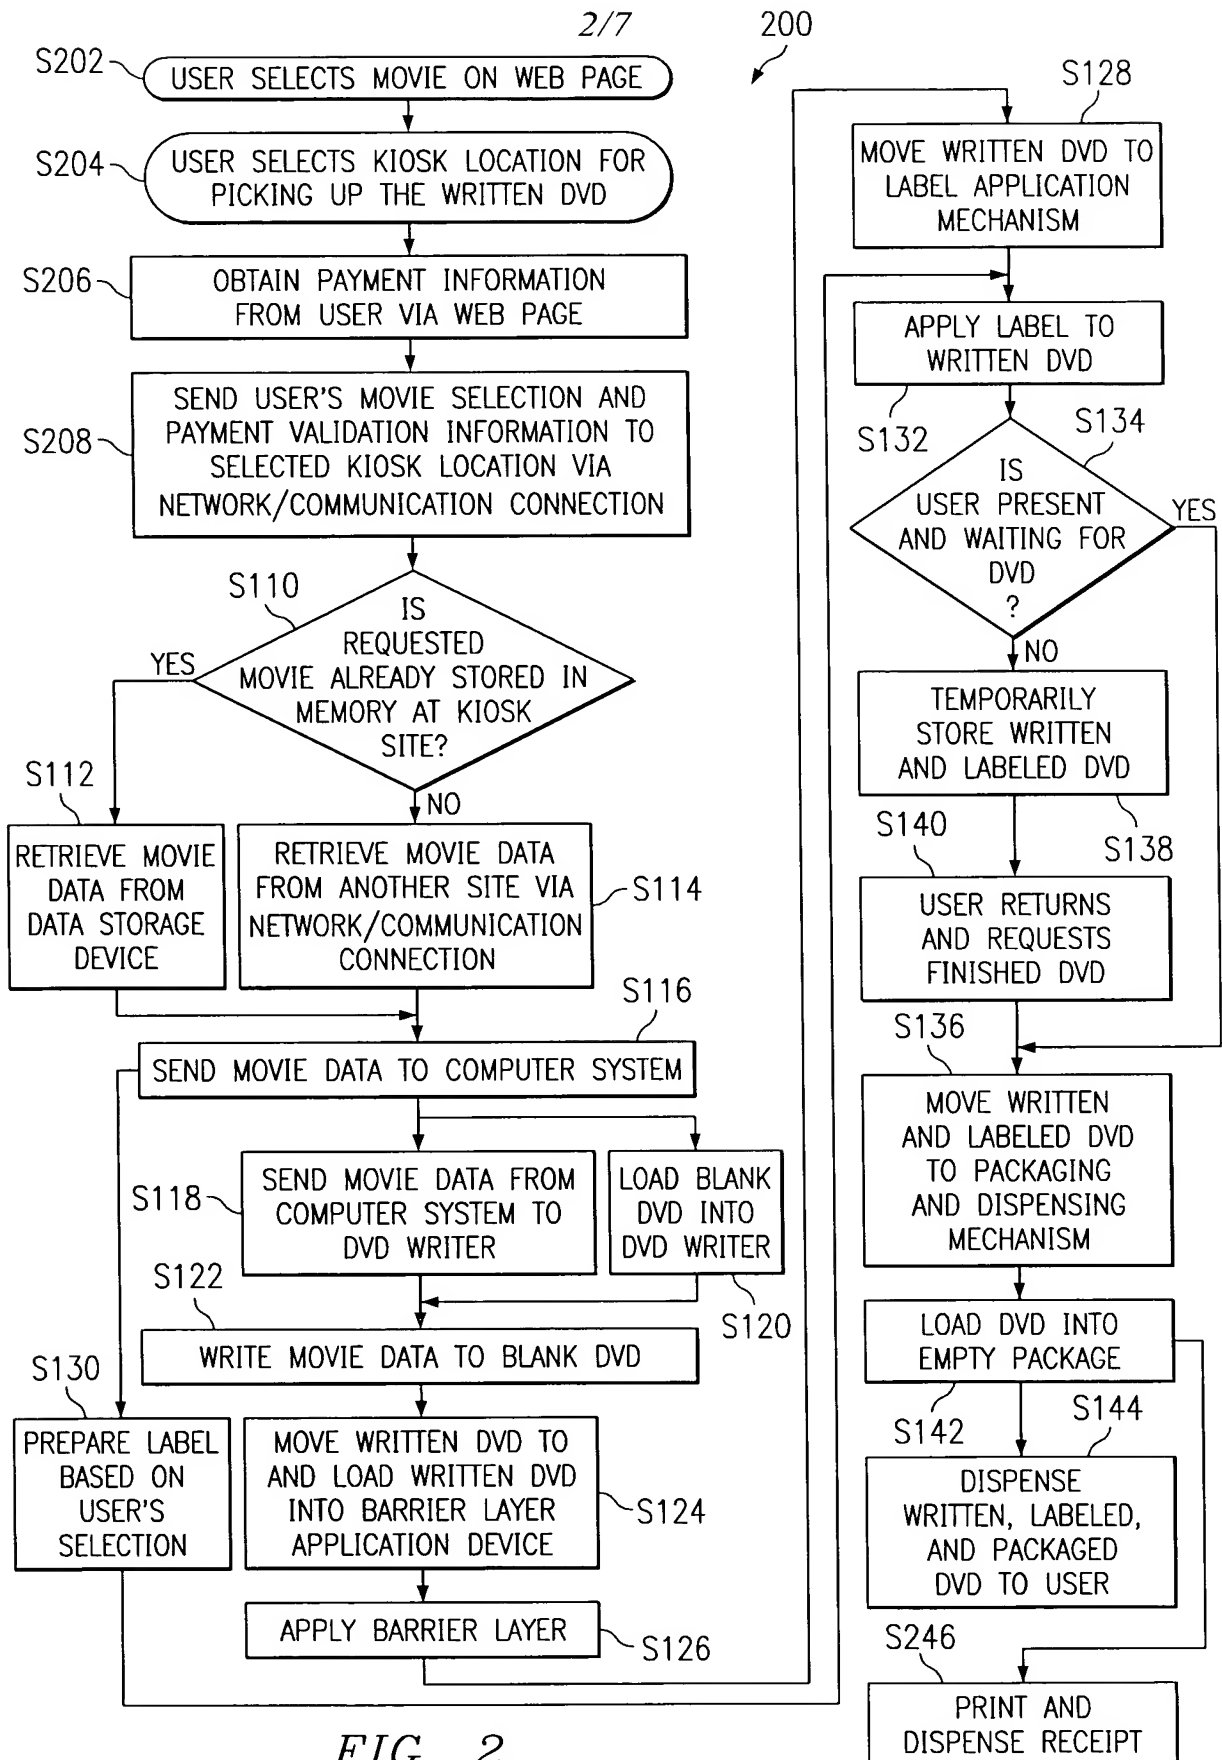 2/7
200
S202
USER SELECTS MOVIE ON WEB PAGE
S204
USER SELECTS KIOSK LOCATION FOR
PICKING UP THE WRITTEN DVD
S206
OBTAIN PAYMENT INFORMATION
FROM USER VIA WEB PAGE
S208
SEND USER'S MOVIE SELECTION AND
PAYMENT VALIDATION INFORMATION TO
SELECTED KIOSK LOCATION VIA
NETWORK/COMMUNICATION CONNECTION
S110
IS
REQUESTED
MOVIE ALREADY STORED IN
MEMORY AT KIOSK
SITE?
YES
NO
S112
RETRIEVE MOVIE
DATA FROM
DATA STORAGE
DEVICE
RETRIEVE MOVIE DATA
FROM ANOTHER SITE VIA
NETWORK/COMMUNICATION
CONNECTION
S114
S116
SEND MOVIE DATA TO COMPUTER SYSTEM
S118
SEND MOVIE DATA FROM
COMPUTER SYSTEM TO
DVD WRITER
LOAD BLANK
DVD INTO
DVD WRITER
S120
S122
WRITE MOVIE DATA TO BLANK DVD
S130
PREPARE LABEL
BASED ON
USER'S
SELECTION
MOVE WRITTEN DVD TO
AND LOAD WRITTEN DVD
INTO BARRIER LAYER
APPLICATION DEVICE
S124
APPLY BARRIER LAYER
S126
S128
MOVE WRITTEN DVD TO
LABEL APPLICATION
MECHANISM
APPLY LABEL TO
WRITTEN DVD
S132
S134
IS
USER PRESENT
AND WAITING FOR
DVD
?
YES
NO
TEMPORARILY
STORE WRITTEN
AND LABELED DVD
S138
S140
USER RETURNS
AND REQUESTS
FINISHED DVD
S136
MOVE WRITTEN
AND LABELED DVD
TO PACKAGING
AND DISPENSING
MECHANISM
LOAD DVD INTO
EMPTY PACKAGE
S142
S144
DISPENSE
WRITTEN, LABELED,
AND PACKAGED
DVD TO USER
S246
PRINT AND
DISPENSE RECEIPT
FIG. 2